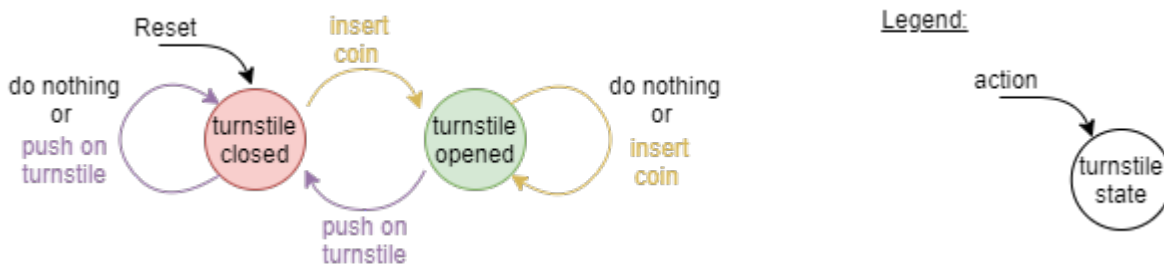 Reset
insert
coin
do nothing
or
push on
turnstile
turnstile
closed
turnstile
opened
do nothing
or
insert
coin
push on
turnstile
Legend:
action
turnstile
state